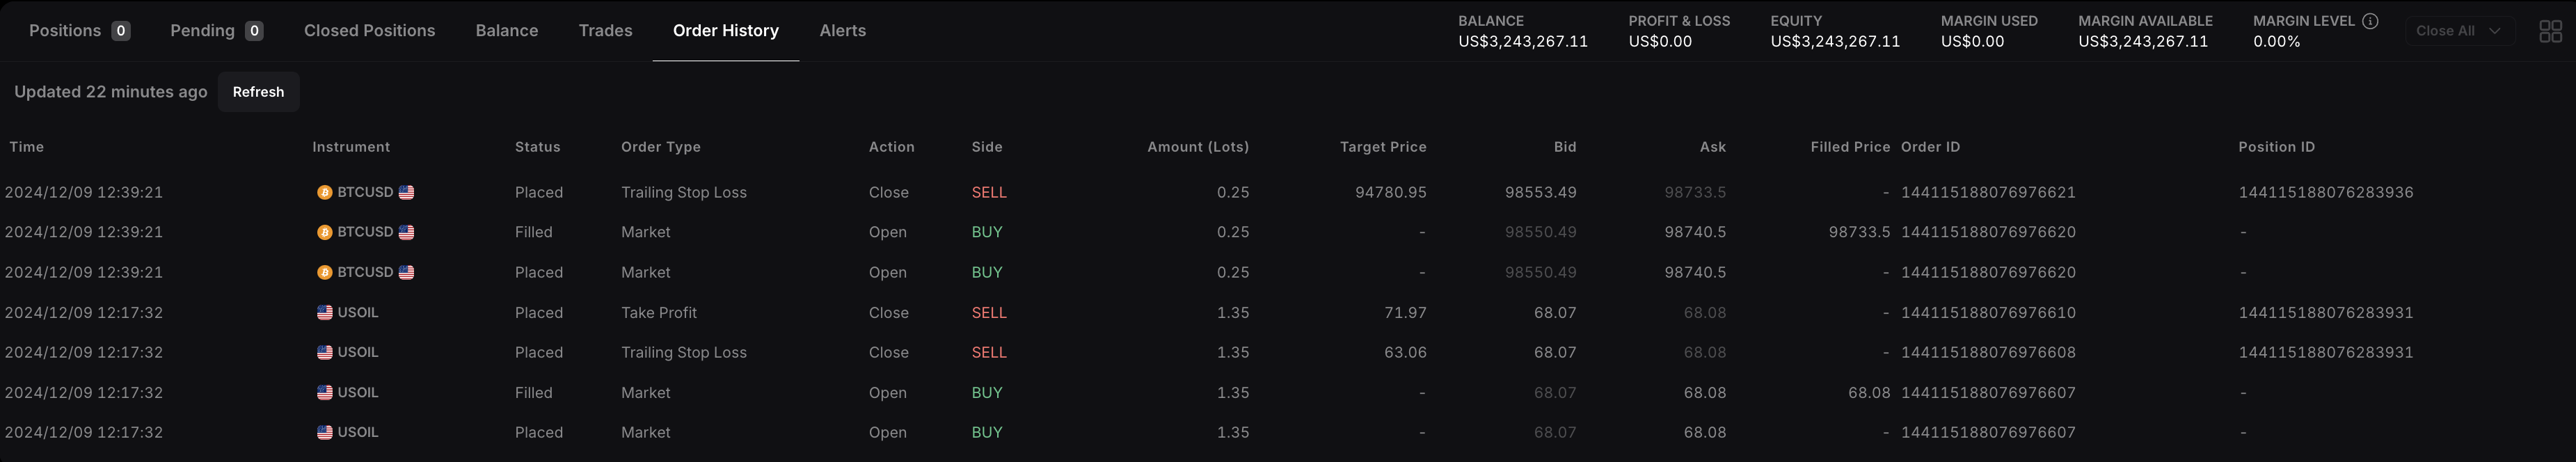 Positions 0 Pending 0 Closed Positions Balance Trades Order History Alerts BALANCE PROFIT & LOSS EQUITY MARGIN USED MARGIN AVAILABLE MARGIN LEVEL Close All
US$3,243,267.11 US$0.00 US$3,243,267.11 US$0.00 US$3,243,267.11 0.00%
Updated 22 minutes ago Refresh
Time Instrument Status Order Type Action Side Amount (Lots) Target Price Bid Ask Filled Price Order ID Position ID
2024/12/09 12:39:21 BTCUSD Placed Trailing Stop Loss Close SELL 0.25 94780.95 98553.49 98733.5 - 144115188076976621 144115188076283936
2024/12/09 12:39:21 BTCUSD Filled Market Open BUY 0.25 - 98550.49 98740.5 98733.5 144115188076976620 -
2024/12/09 12:39:21 BTCUSD Placed Market Open BUY 0.25 - 98550.49 98740.5 - 144115188076976620 -
2024/12/09 12:17:32 USOIL Placed Take Profit Close SELL 1.35 71.97 68.07 68.08 - 144115188076976610 144115188076283931
2024/12/09 12:17:32 USOIL Placed Trailing Stop Loss Close SELL 1.35 63.06 68.07 68.08 - 144115188076976608 144115188076283931
2024/12/09 12:17:32 USOIL Filled Market Open BUY 1.35 - 68.07 68.08 68.08 144115188076976607 -
2024/12/09 12:17:32 USOIL Placed Market Open BUY 1.35 - 68.07 68.08 - 144115188076976607 -